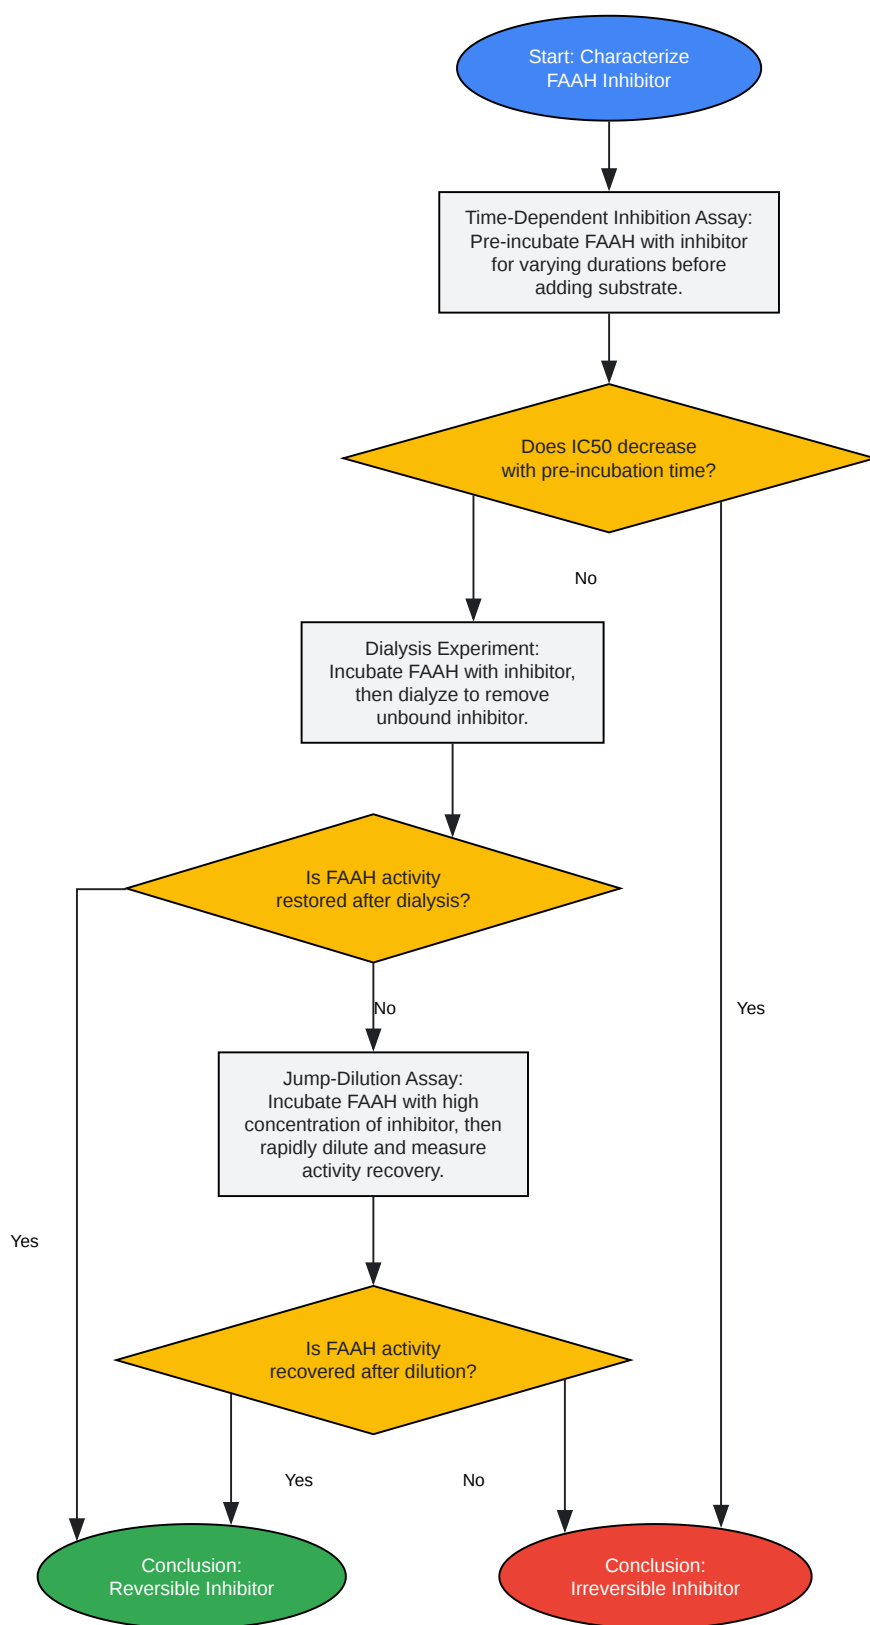 Start: Characterize
FAAH Inhibitor
Time-Dependent Inhibition Assay:
Pre-incubate FAAH with inhibitor
for varying durations before
adding substrate.
Does IC50 decrease
with pre-incubation time?
No
Dialysis Experiment:
Incubate FAAH with inhibitor,
then dialyze to remove
unbound inhibitor.
Is FAAH activity
restored after dialysis?
No
Yes
Jump-Dilution Assay:
Incubate FAAH with high
concentration of inhibitor, then
rapidly dilute and measure
activity recovery.
Yes
Is FAAH activity
recovered after dilution?
Yes
No
Conclusion:
Reversible Inhibitor
Conclusion:
Irreversible Inhibitor